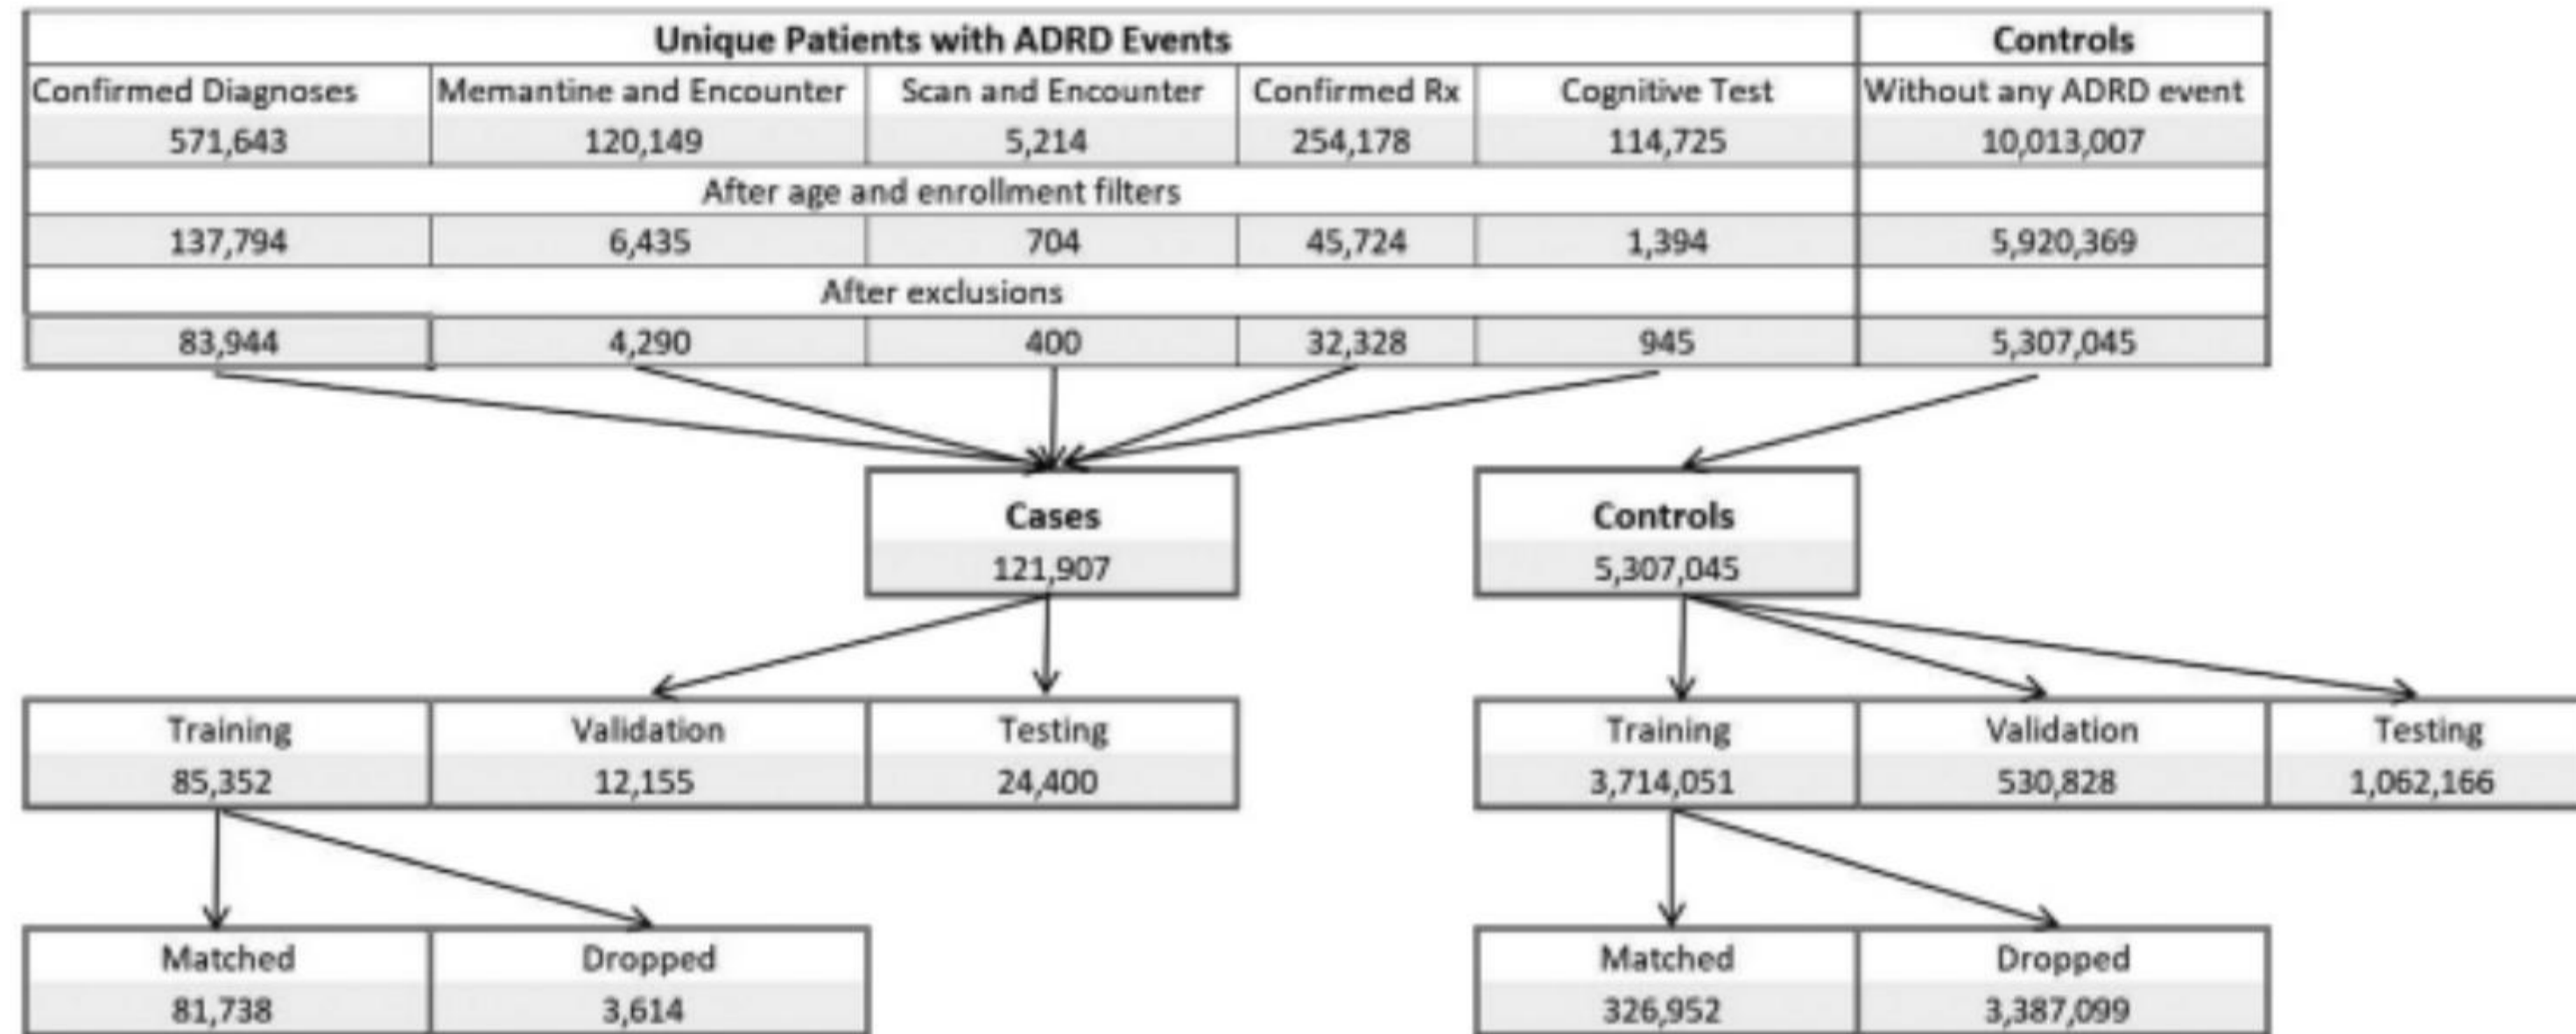 Unique Patients with ADRD Events Controls
Confirmed Diagnoses Memantine and Encounter Scan and Encounter Confirmed Rx Cognitive Test Without any ADRD event
571,643 120,149 5,214 254,178 114,725 10,013,007
After age and enrollment filters
137,794 6,435 704 45,724 1,394 5,920,369
After exclusions
83,944 4,290 400 32,328 945 5,307,045
Cases Controls
121,907 5,307,045
Training Validation Testing Training Validation Testing
85,352 12,155 24,400 3,714,051 530,828 1,062,166
Matched Dropped Matched Dropped
81,738 3,614 326,952 3,387,099